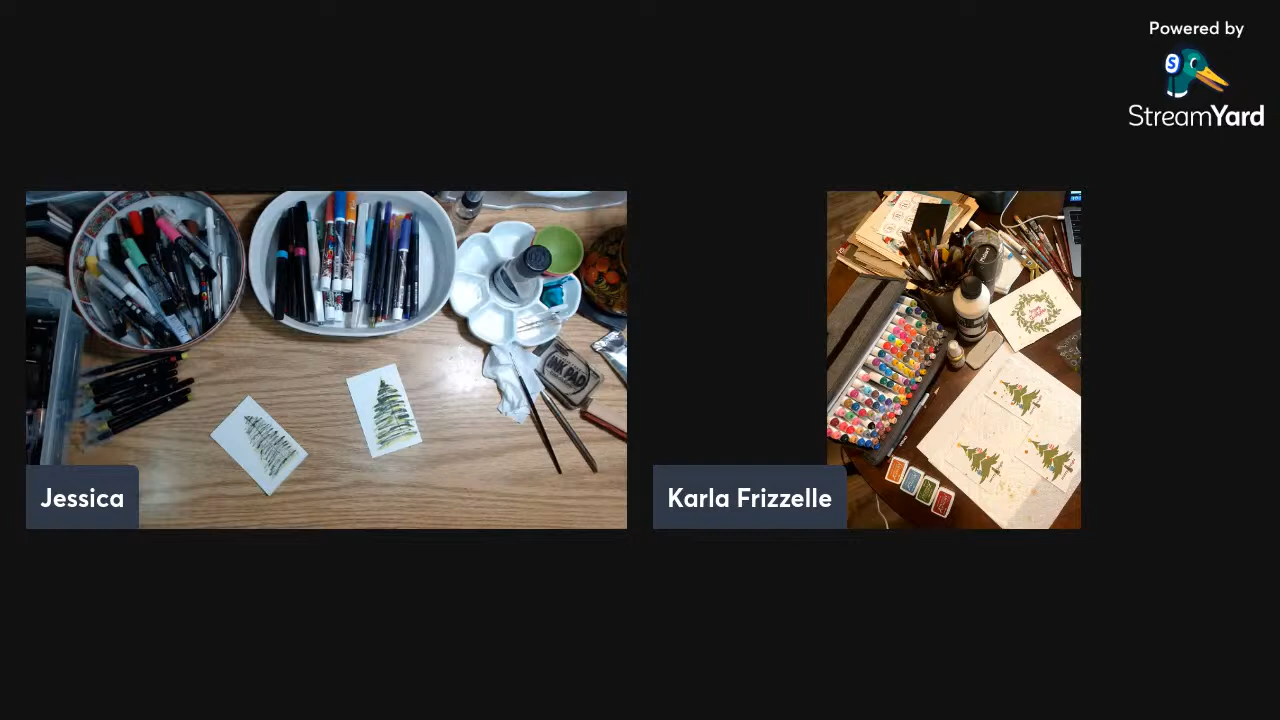 Powered by
S
StreamYard
INK PAD
Jessica
Karla Frizzelle